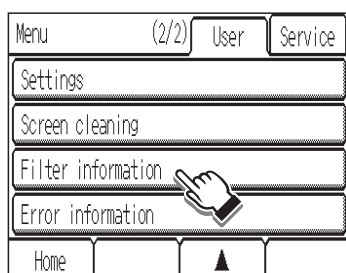 Menu (2/2) User Service
Settings
Screen cleaning
Filter information
Error information
Home ▲